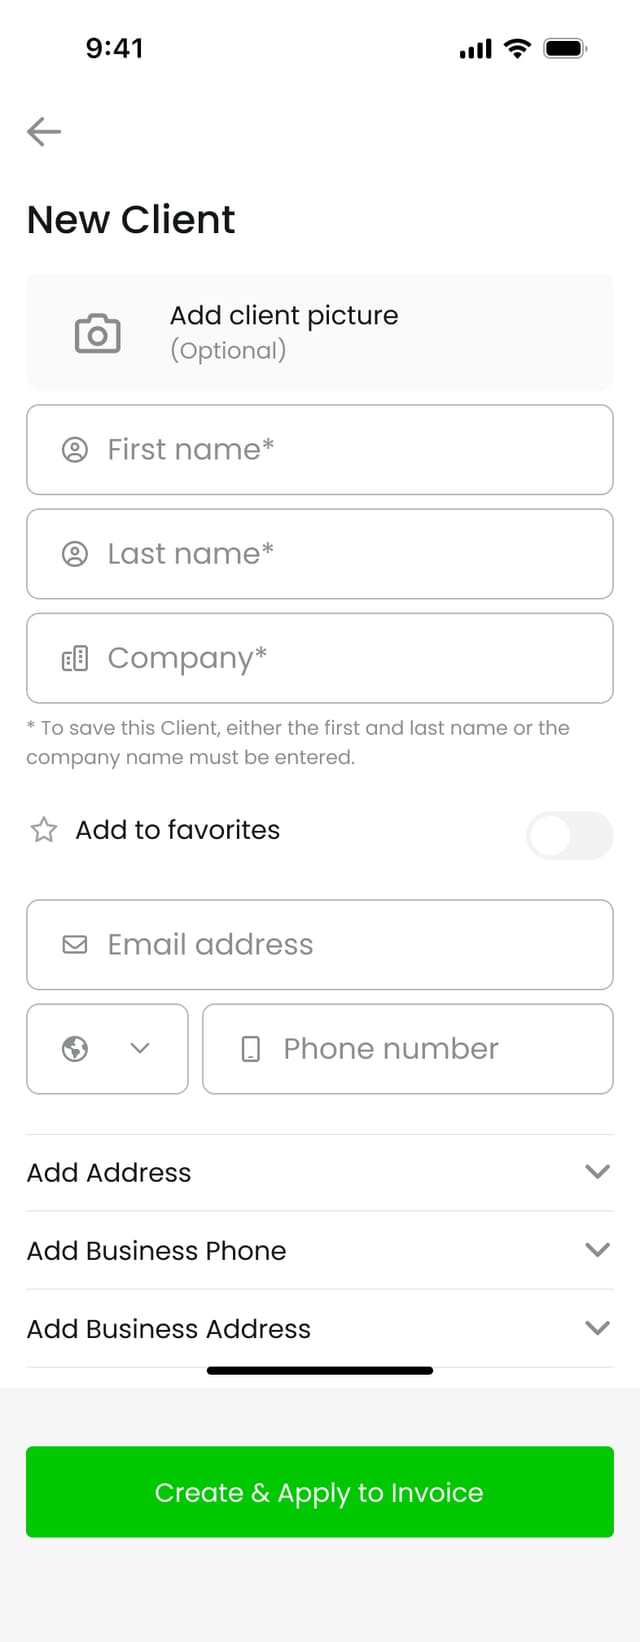 9:41
New Client
Add client picture
(Optional)
First name*
Last name*
Company*
* To save this Client, either the first and last name or the
company name must be entered.
Add to favorites
Email address
Phone number
Add Address
Add Business Phone
Add Business Address
Create & Apply to Invoice